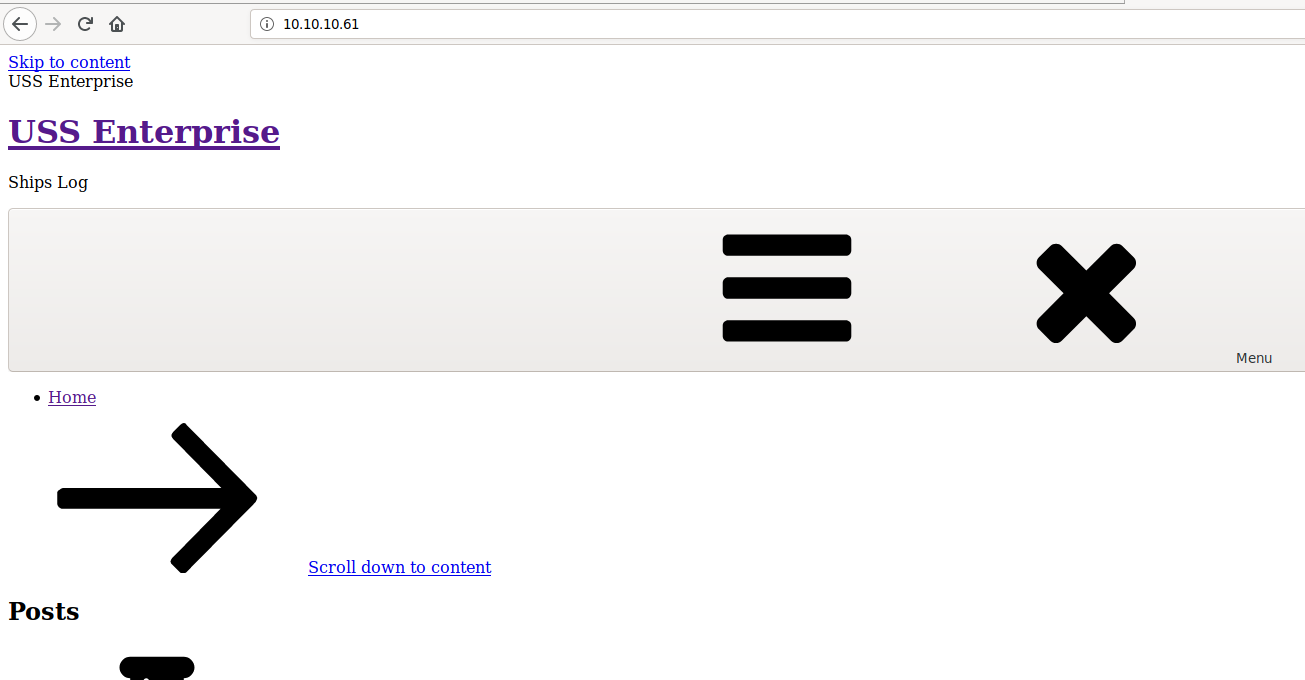 10.10.10.61
Skip to content
USS Enterprise
USS Enterprise
Ships Log
Menu
Home
Scroll down to content
Posts